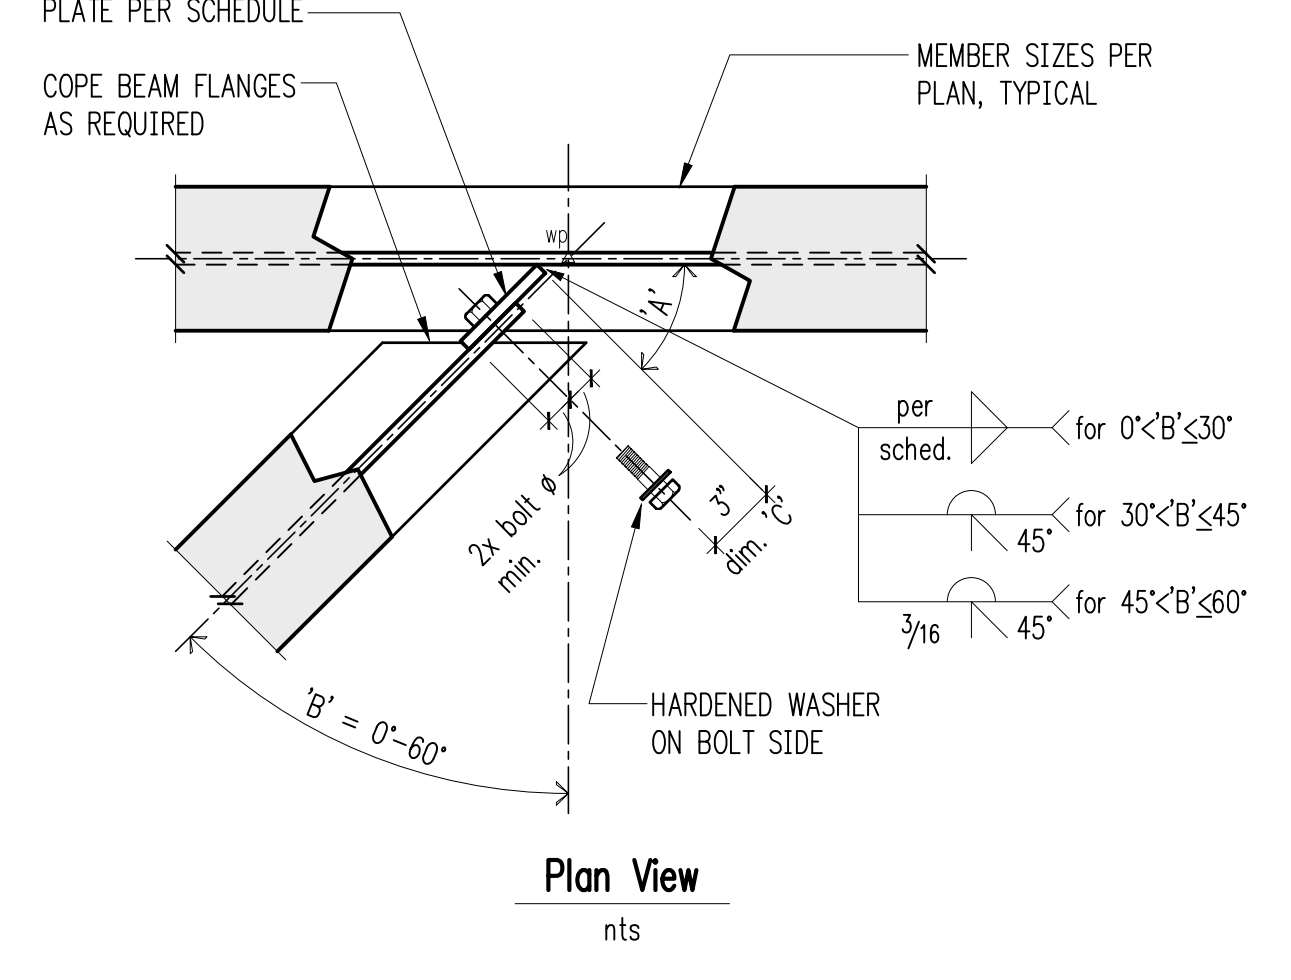 PLATE PER SCHEDULE
COPE BEAM FLANGES
AS REQUIRED
MEMBER SIZES PER
PLAN, TYPICAL
wp
'A'
per
sched.
for 0°<'B'≤30°
for 30°<'B'≤45°
45°
for 45°<'B'≤60°
3/16
45°
2x bolt ø
min.
3"
dim. 'C'
HARDENED WASHER
ON BOLT SIDE
'B' = 0°-60°
Plan View
nts